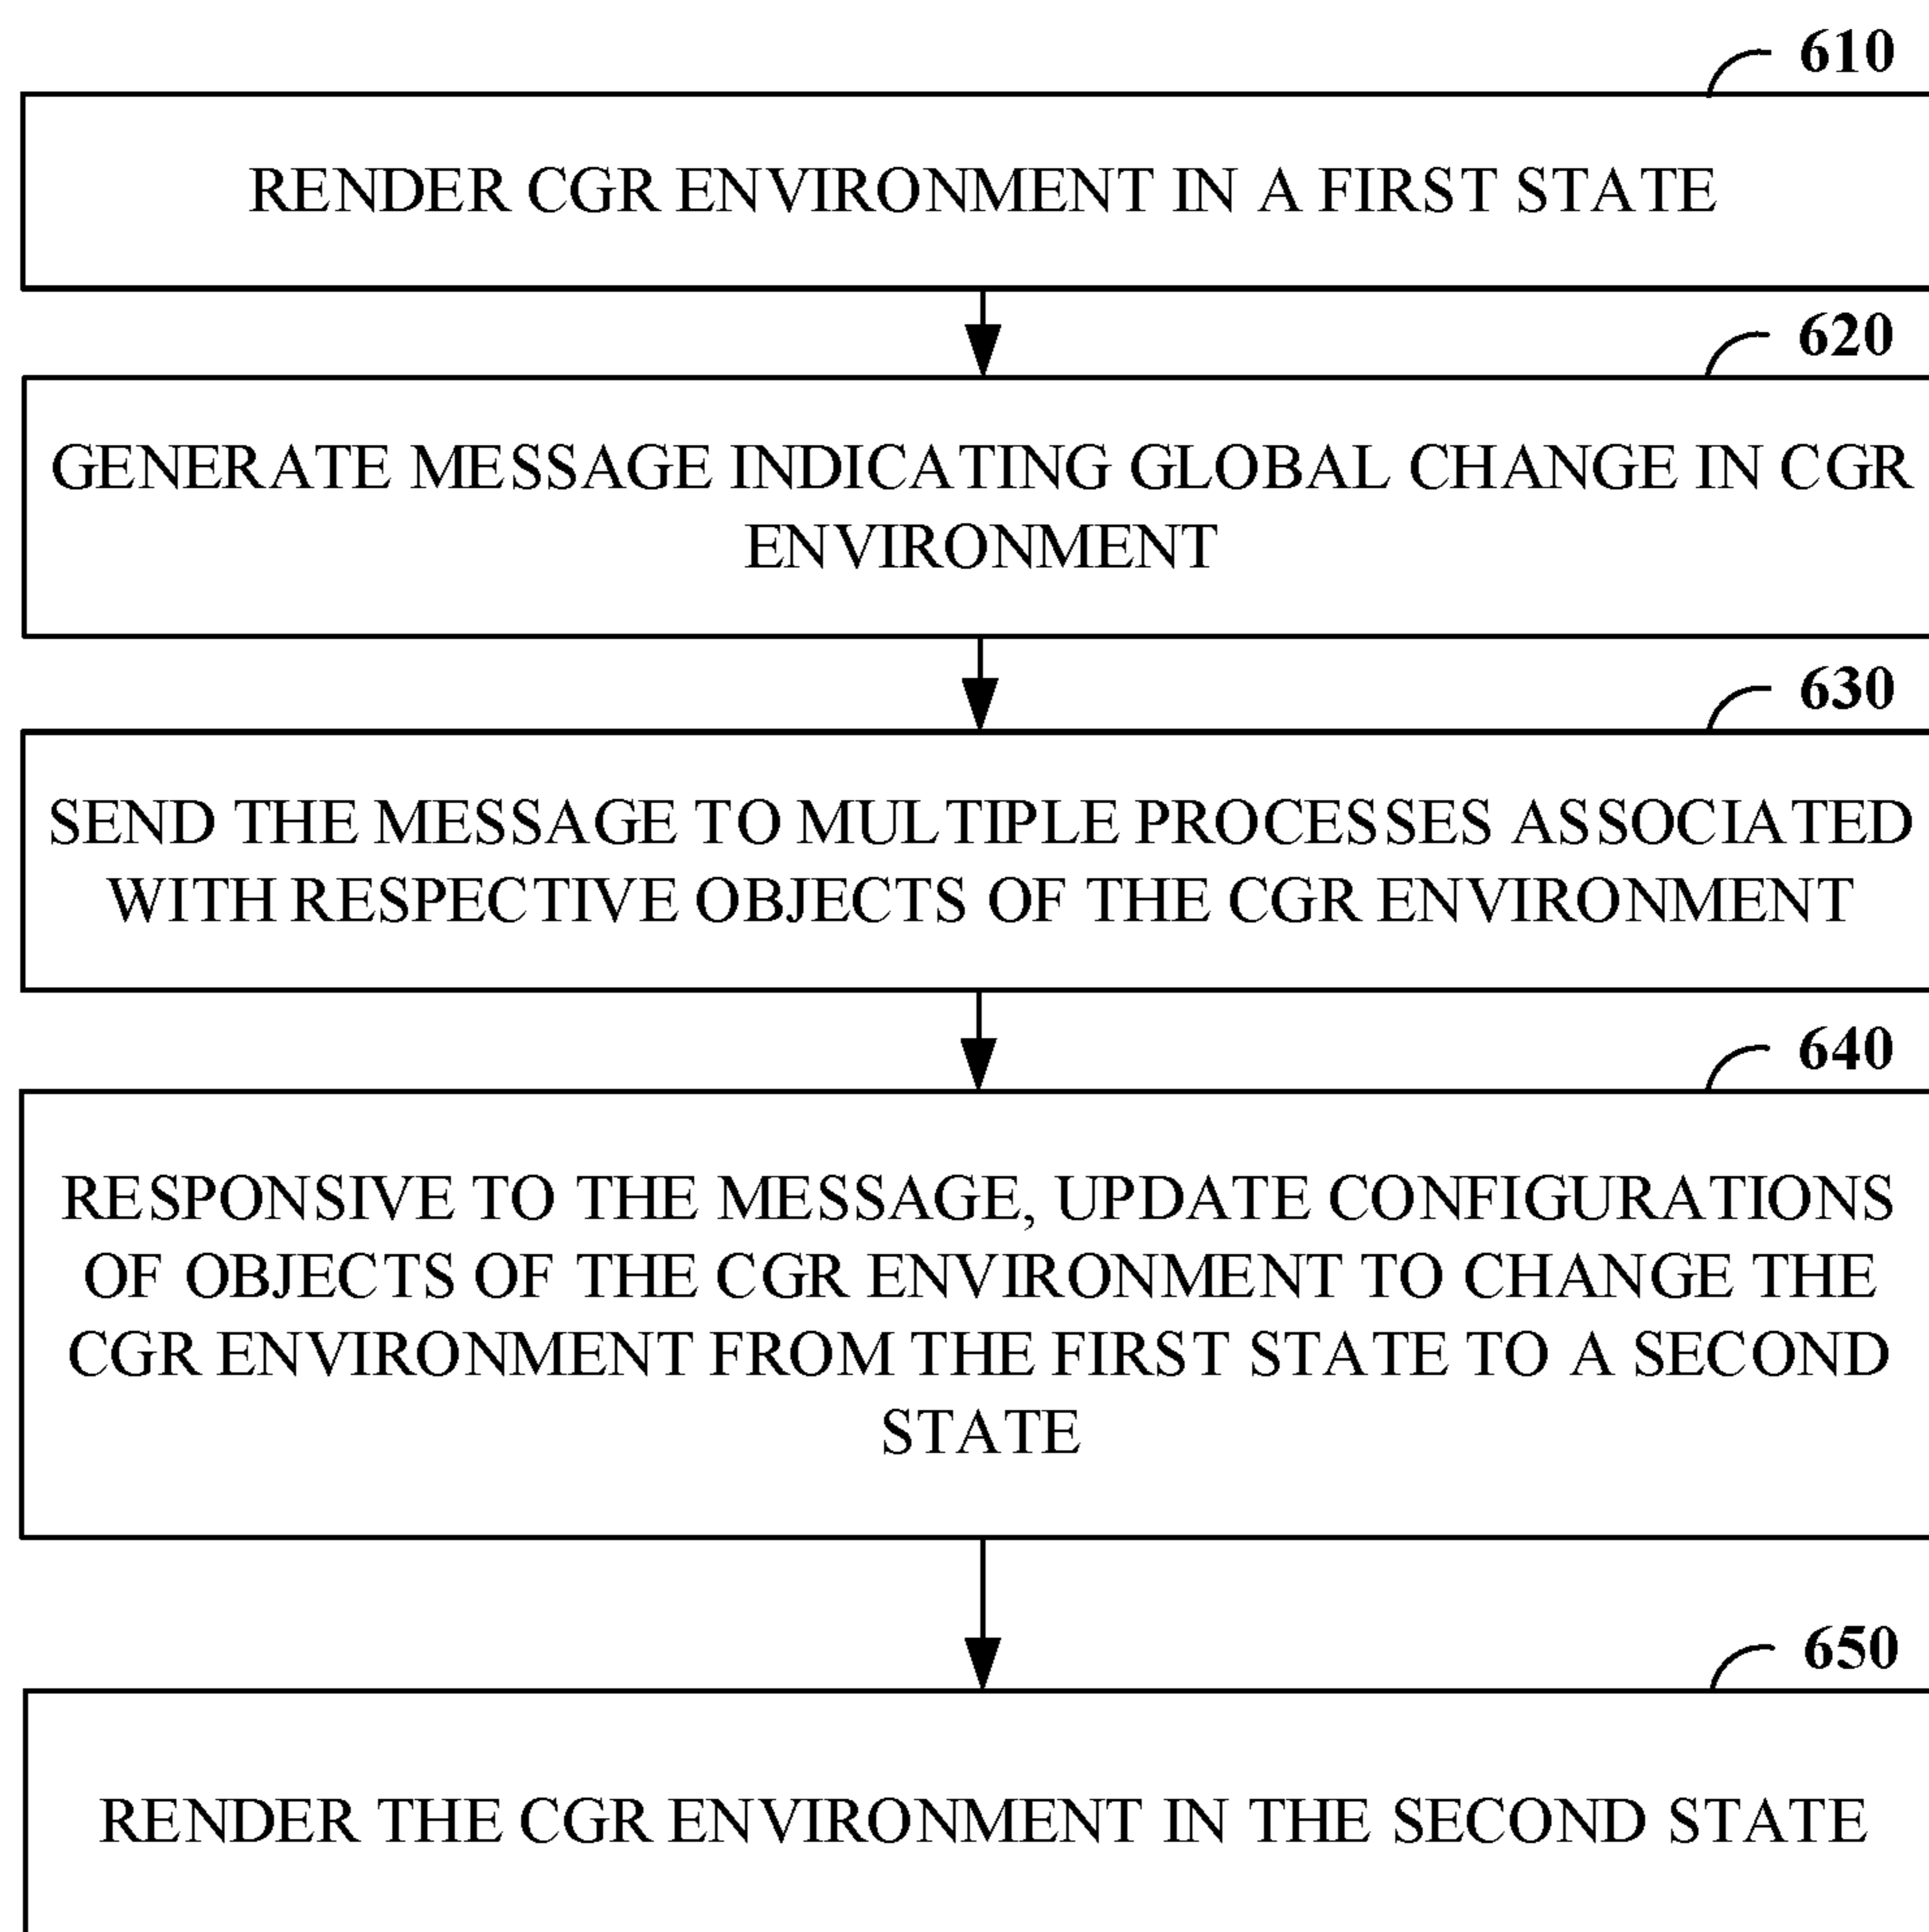 610
RENDER CGR ENVIRONMENT IN A FIRST STATE
620
GENERATE MESSAGE INDICATING GLOBAL CHANGE IN CGR
ENVIRONMENT
630
SEND THE MESSAGE TO MULTIPLE PROCESSES ASSOCIATED
WITH RESPECTIVE OBJECTS OF THE CGR ENVIRONMENT
640
RESPONSIVE TO THE MESSAGE, UPDATE CONFIGURATIONS
OF OBJECTS OF THE CGR ENVIRONMENT TO CHANGE THE
CGR ENVIRONMENT FROM THE FIRST STATE TO A SECOND
STATE
650
RENDER THE CGR ENVIRONMENT IN THE SECOND STATE